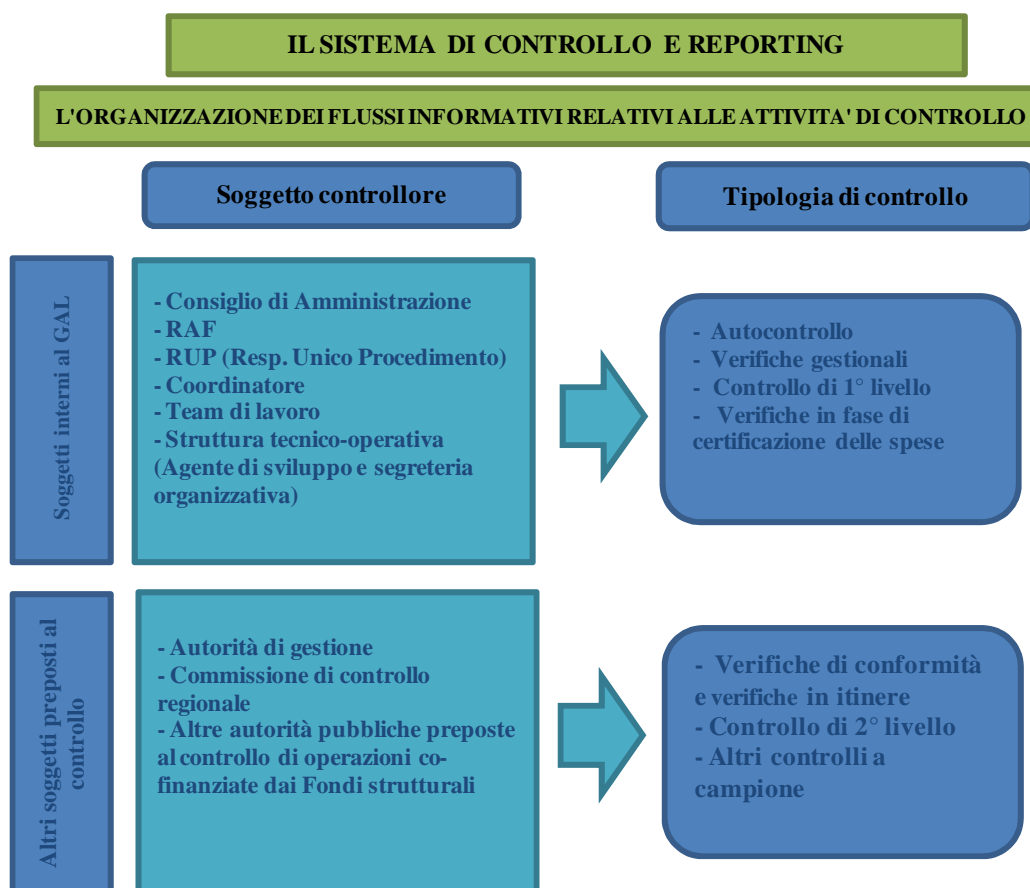 IL SISTEMA DI CONTROLLO E REPORTING
L'ORGANIZZAZIONE DEI FLUSSI INFORMATIVI RELATIVI ALLE ATTIVITA' DI CONTROLLO
Soggetto controllore
Tipologia di controllo
Soggetti interni al GAL
- Consiglio di Amministrazione
- RAF
- RUP (Resp. Unico Procedimento)
- Coordinatore
- Team di lavoro
- Struttura tecnico-operativa
(Agente di sviluppo e segreteria
organizzativa)
- Autocontrollo
- Verifiche gestionali
- Controllo di 1° livello
- Verifiche in fase di
certificazione delle spese
Altri soggetti preposti al
controllo
- Autorità di gestione
- Commissione di controllo
regionale
- Altre autorità pubbliche preposte
al controllo di operazioni co-
finanziate dai Fondi strutturali
- Verifiche di conformità
e verifiche in itinere
- Controllo di 2° livello
- Altri controlli a
campione